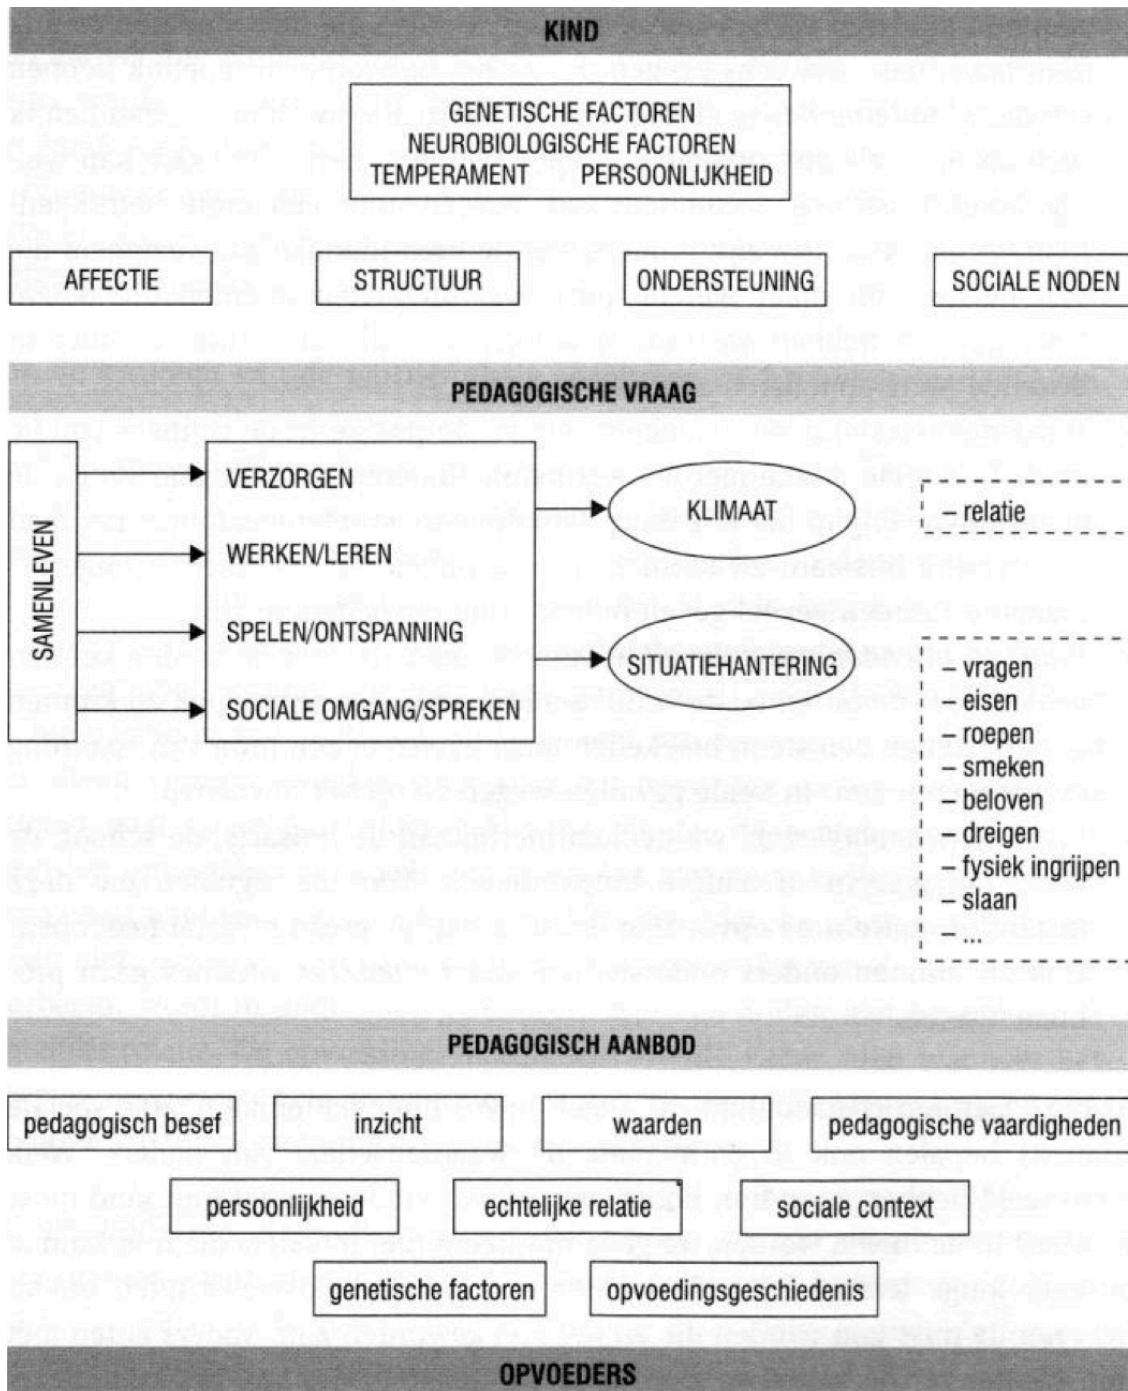 KIND
GENETISCHE FACTOREN
NEUROBIOLOGISCHE FACTOREN
TEMPERAMENT PERSOONLIJKHEID
AFFECTIE
STRUCTUUR
ONDERSTEUNING
SOCIALE NODEN
PEDAGOGISCHE VRAAG
SAMENLEVEN
VERZORGEN
WERKEN/LEREN
SPELEN/ONTSPANNING
SOCIALE OMGANG/SPREKEN
KLIMAAT
SITUATIEHANTERING
– relatie
– vragen
– eisen
– roepen
– smeken
– beloven
– dreigen
– fysiek ingrijpen
– slaan
– ...
PEDAGOGISCH AANBOD
pedagogisch besef
inzicht
waarden
pedagogische vaardigheden
persoonlijkheid
echtelijke relatie
sociale context
genetische factoren
opvoedingsgeschiedenis
OPVOEDERS